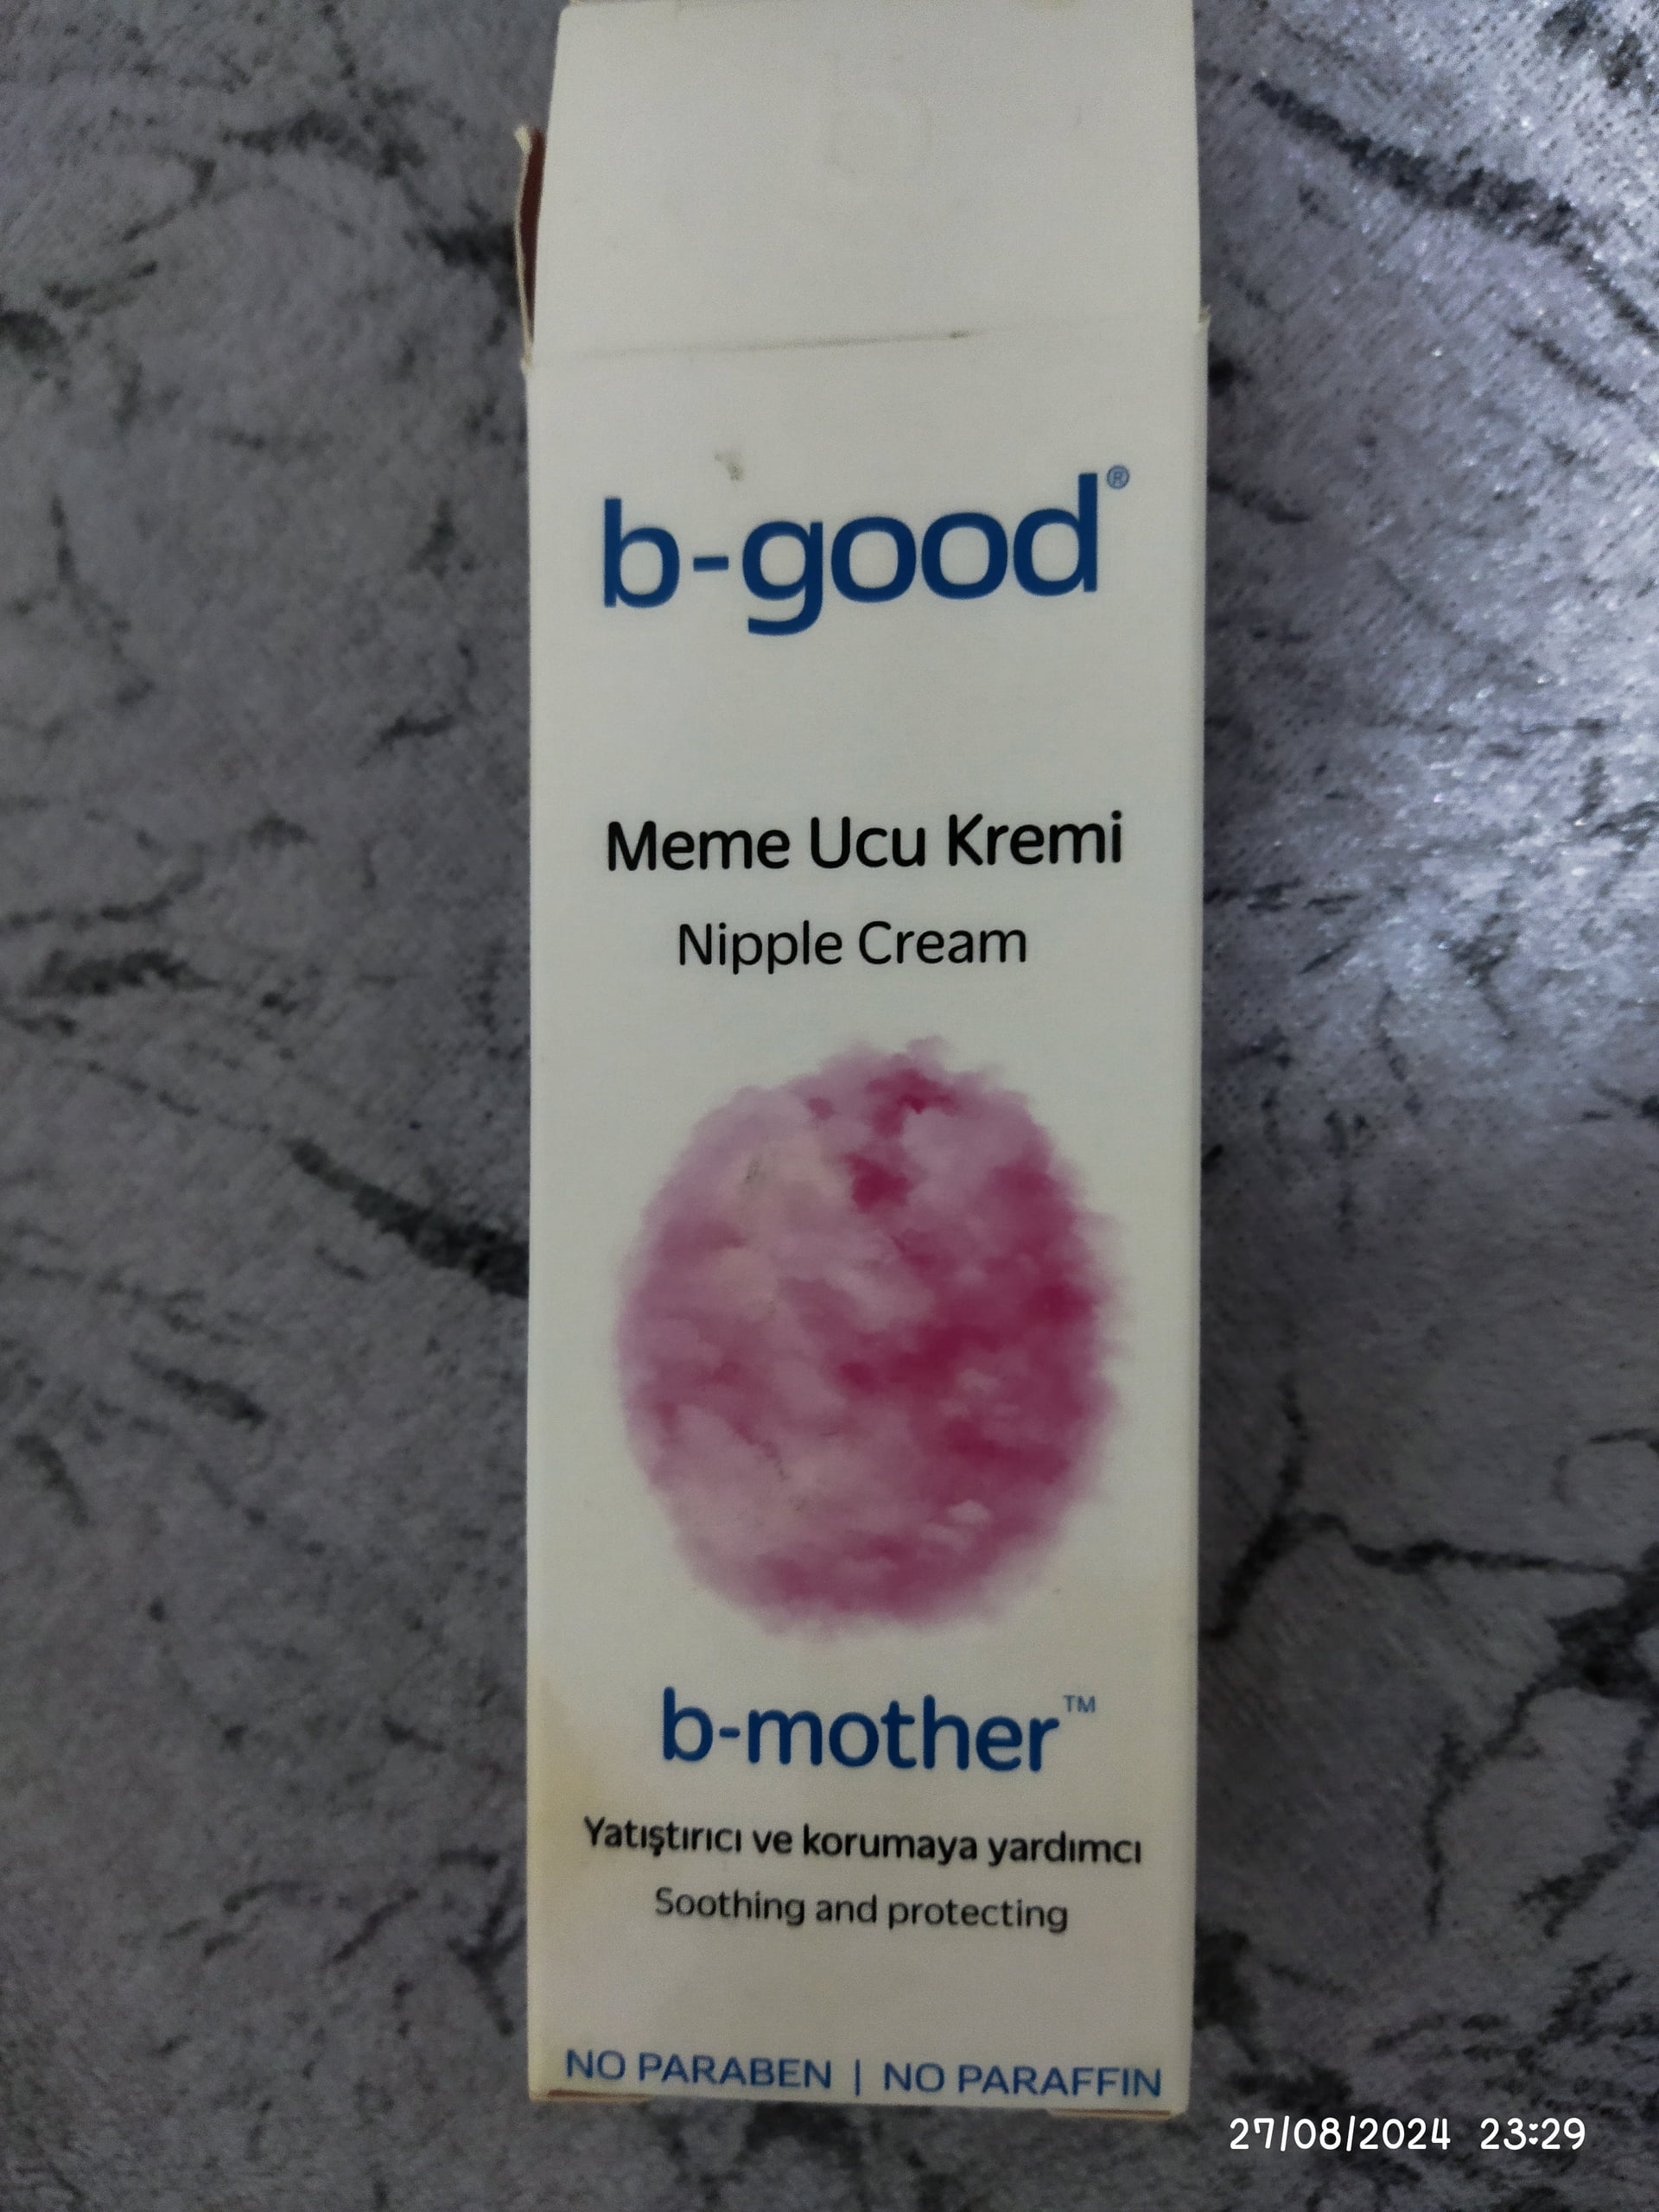 b-good®
Meme Ucu Kremi
Nipple Cream
b-mother™
Yatıştırıcı ve korumaya yardımcı
Soothing and protecting
NO PARABEN | NO PARAFFIN
27/08/2024 23:29